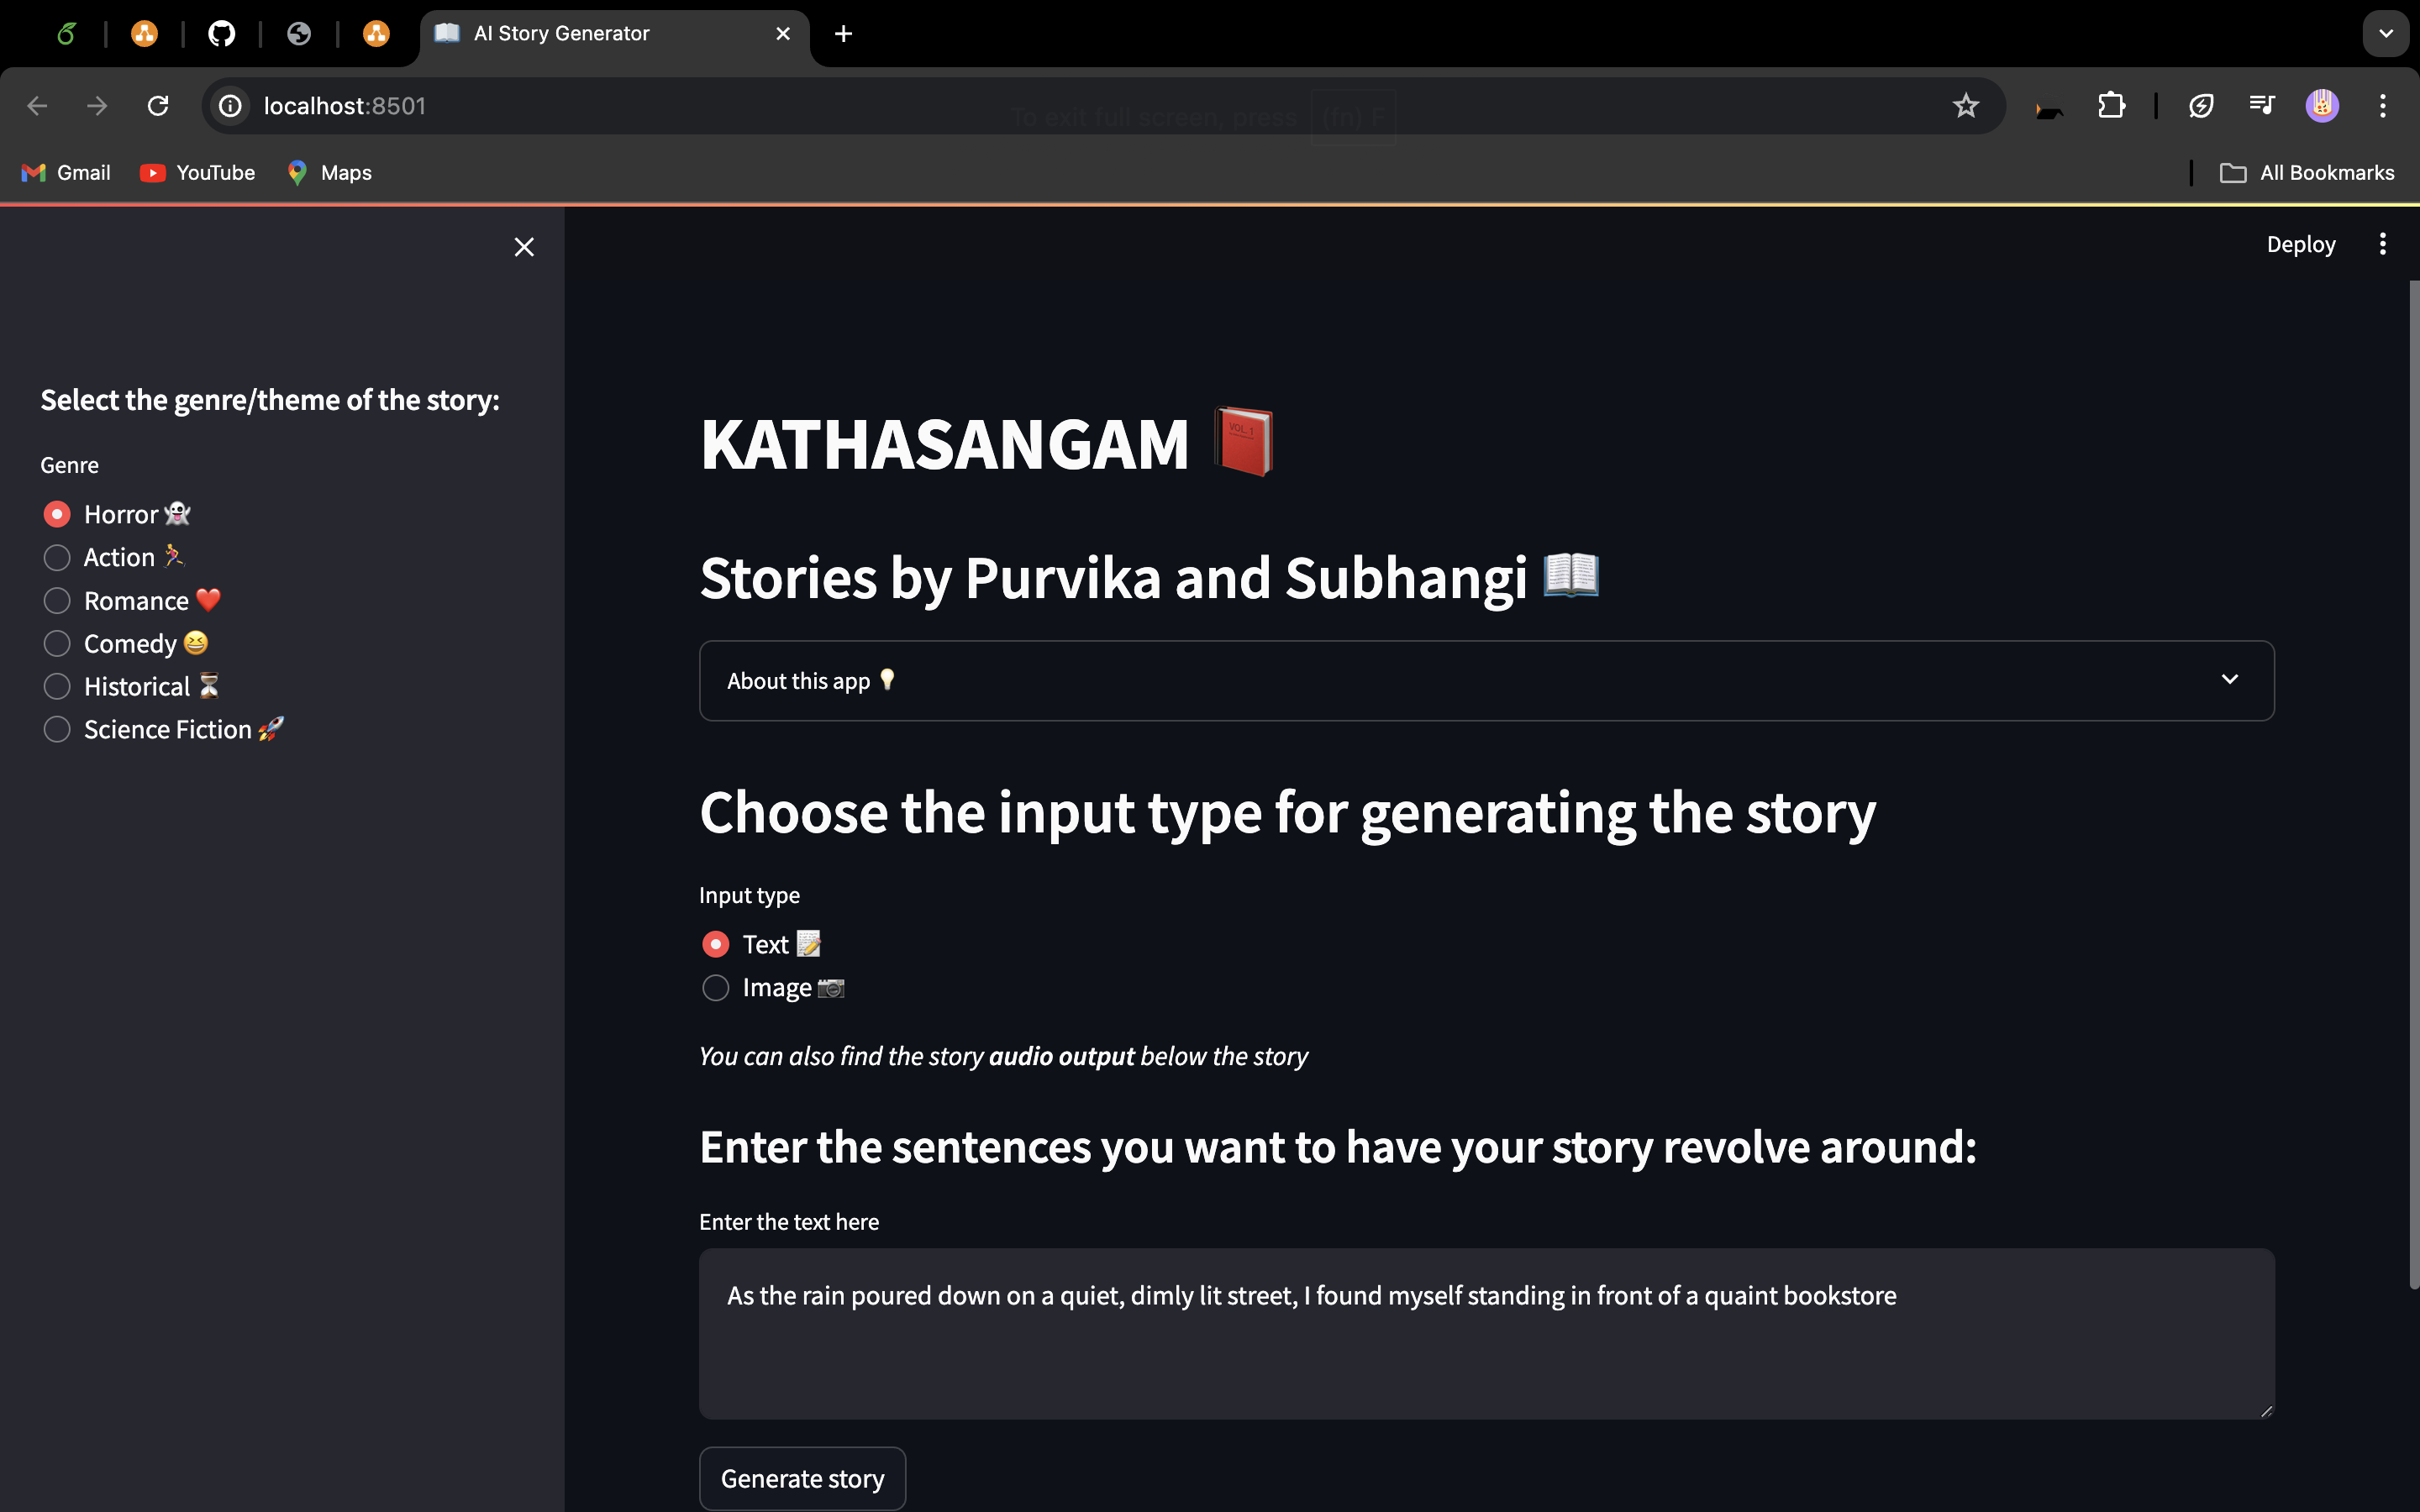 AI Story Generator
localhost:8501
To exit full screen, press (fn) F
Gmail YouTube Maps All Bookmarks
Deploy
Select the genre/theme of the story:
Genre
Horror 👻
Action 🏃‍♀️
Romance ❤️
Comedy 😆
Historical ⏳
Science Fiction 🚀
KATHASANGAM 📕
VOL. 1
Stories by Purvika and Subhangi 📖
About this app 💡
Choose the input type for generating the story
Input type
Text 📝
Image 📷
You can also find the story audio output below the story
Enter the sentences you want to have your story revolve around:
Enter the text here
As the rain poured down on a quiet, dimly lit street, I found myself standing in front of a quaint bookstore
Generate story